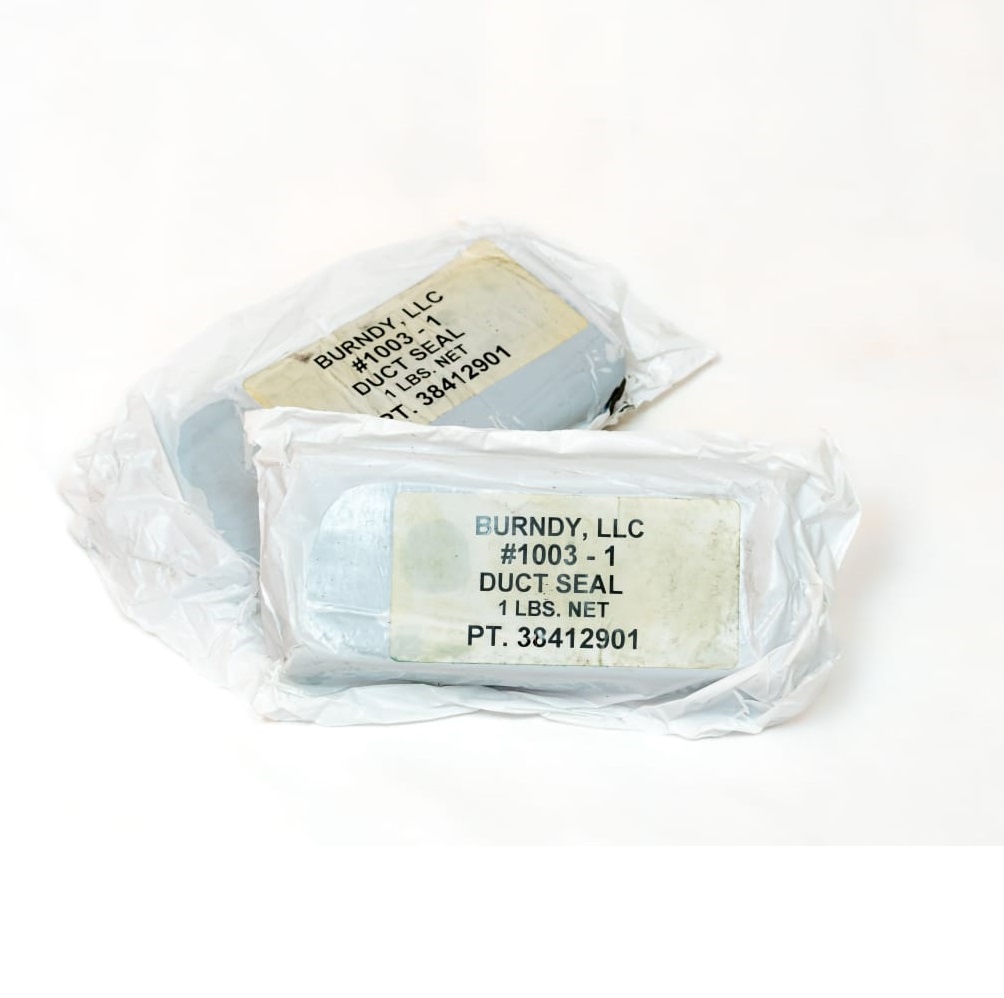 BURNDY, LLC
#1003 - 1
DUCT SEAL
1 LBS. NET
PT. 38412901
BURNDY, LLC
#1003 - 1
DUCT SEAL
1 LBS. NET
PT. 38412901